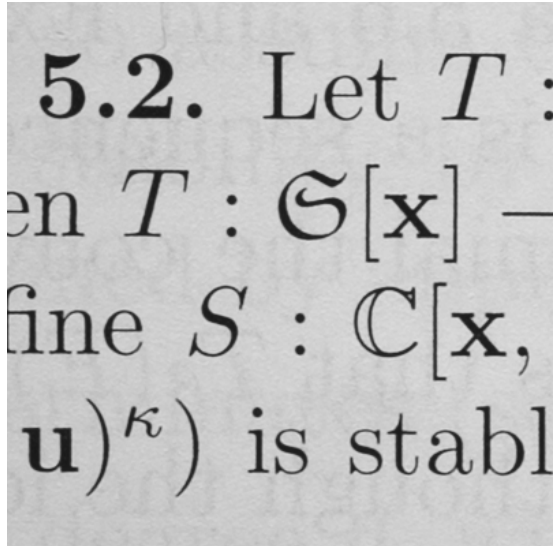 5.2. Let T :
en T : 𝔖[x] –
fine S : ℂ[x,
u)^κ) is stabl